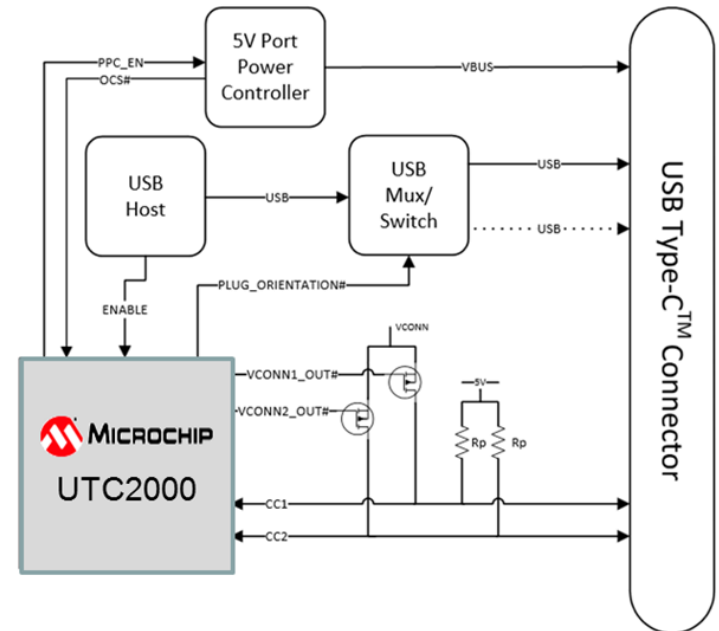 5V Port
Power
Controller
PPC_EN
OCS#
VBUS
USB
Host
USB
USB
Mux/
Switch
USB
USB
PLUG_ORIENTATION#
ENABLE
VCONN
VCONN1_OUT#
VCONN2_OUT#
5V
Rp
Rp
MICROCHIP
UTC2000
CC1
CC2
USB Type-C™ Connector